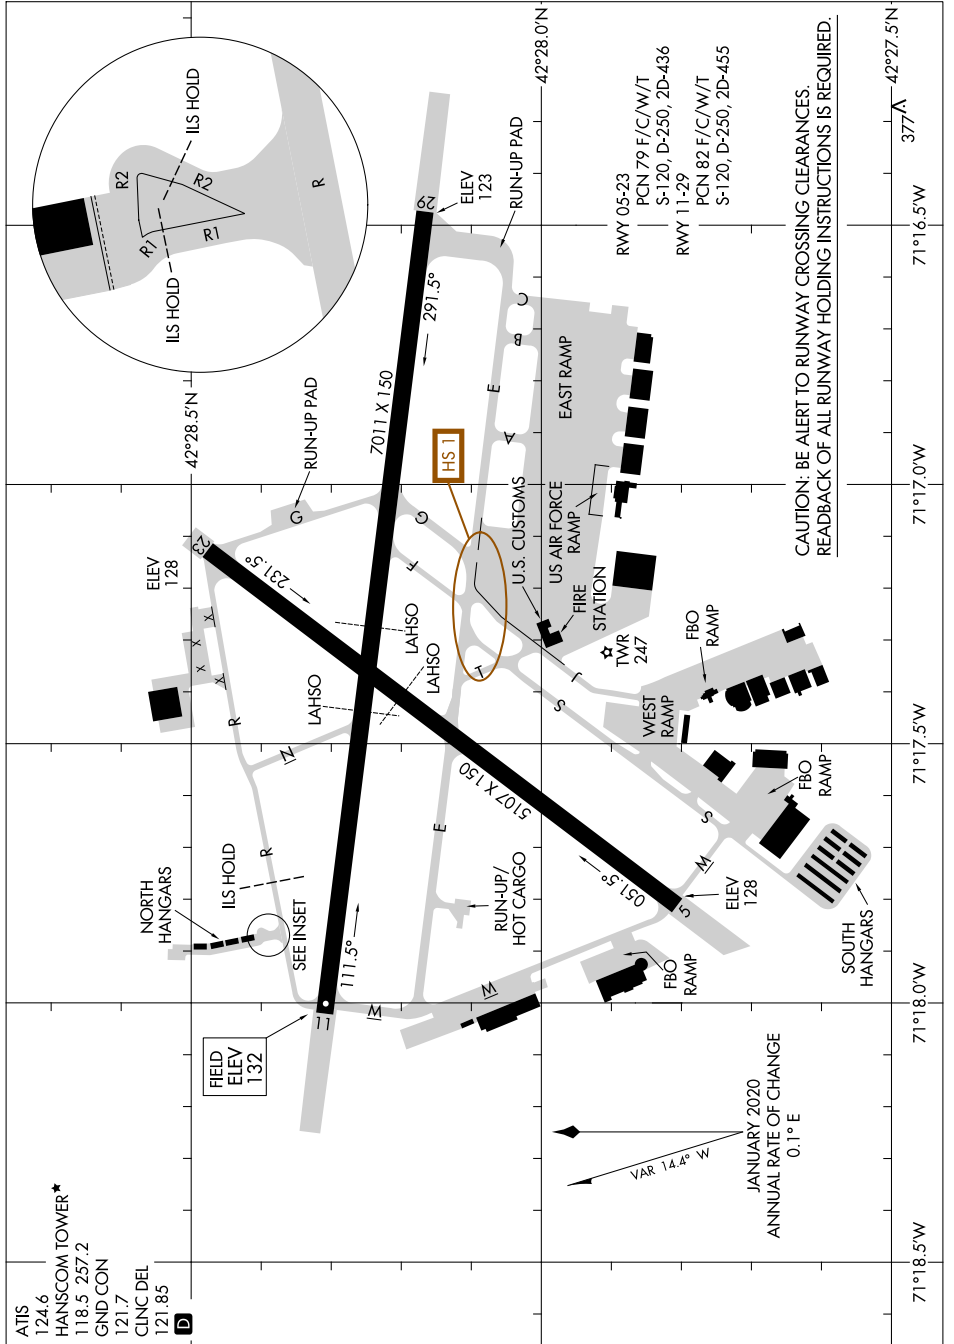 ATIS
124.6
HANSCOM TOWER★
118.5 257.2
GND CON
121.7
CLNC DEL
121.85
D
R2
R2
R1
R1
ILS HOLD
ILS HOLD
R
42°28.5'N
42°28.0'N
42°27.5'N
377
FIELD
ELEV
132
11
111.5°
7011 X 150
291.5°
29
ELEV
123
RUN-UP PAD
ELEV
128
23
231.5°
5107 X 150
051.5°
5
ELEV
128
NORTH
HANGARS
ILS HOLD
SEE INSET
R
R
N
X
X
X
X
LAHSO
LAHSO
LAHSO
G
RUN-UP PAD
G
F
HS 1
E
E
A
B
C
EAST RAMP
U.S. CUSTOMS
US AIR FORCE
RAMP
FIRE
STATION
TWR
247
T
J
S
S
M
M
M
RUN-UP/
HOT CARGO
FBO
RAMP
WEST
RAMP
FBO
RAMP
FBO
RAMP
SOUTH
HANGARS
RWY 05-23
PCN 79 F/C/W/T
S-120, D-250, 2D-436
RWY 11-29
PCN 82 F/C/W/T
S-120, D-250, 2D-455
CAUTION: BE ALERT TO RUNWAY CROSSING CLEARANCES.
READBACK OF ALL RUNWAY HOLDING INSTRUCTIONS IS REQUIRED.
VAR 14.4° W
JANUARY 2020
ANNUAL RATE OF CHANGE
0.1° E
71°18.5'W
71°18.0'W
71°17.5'W
71°17.0'W
71°16.5'W